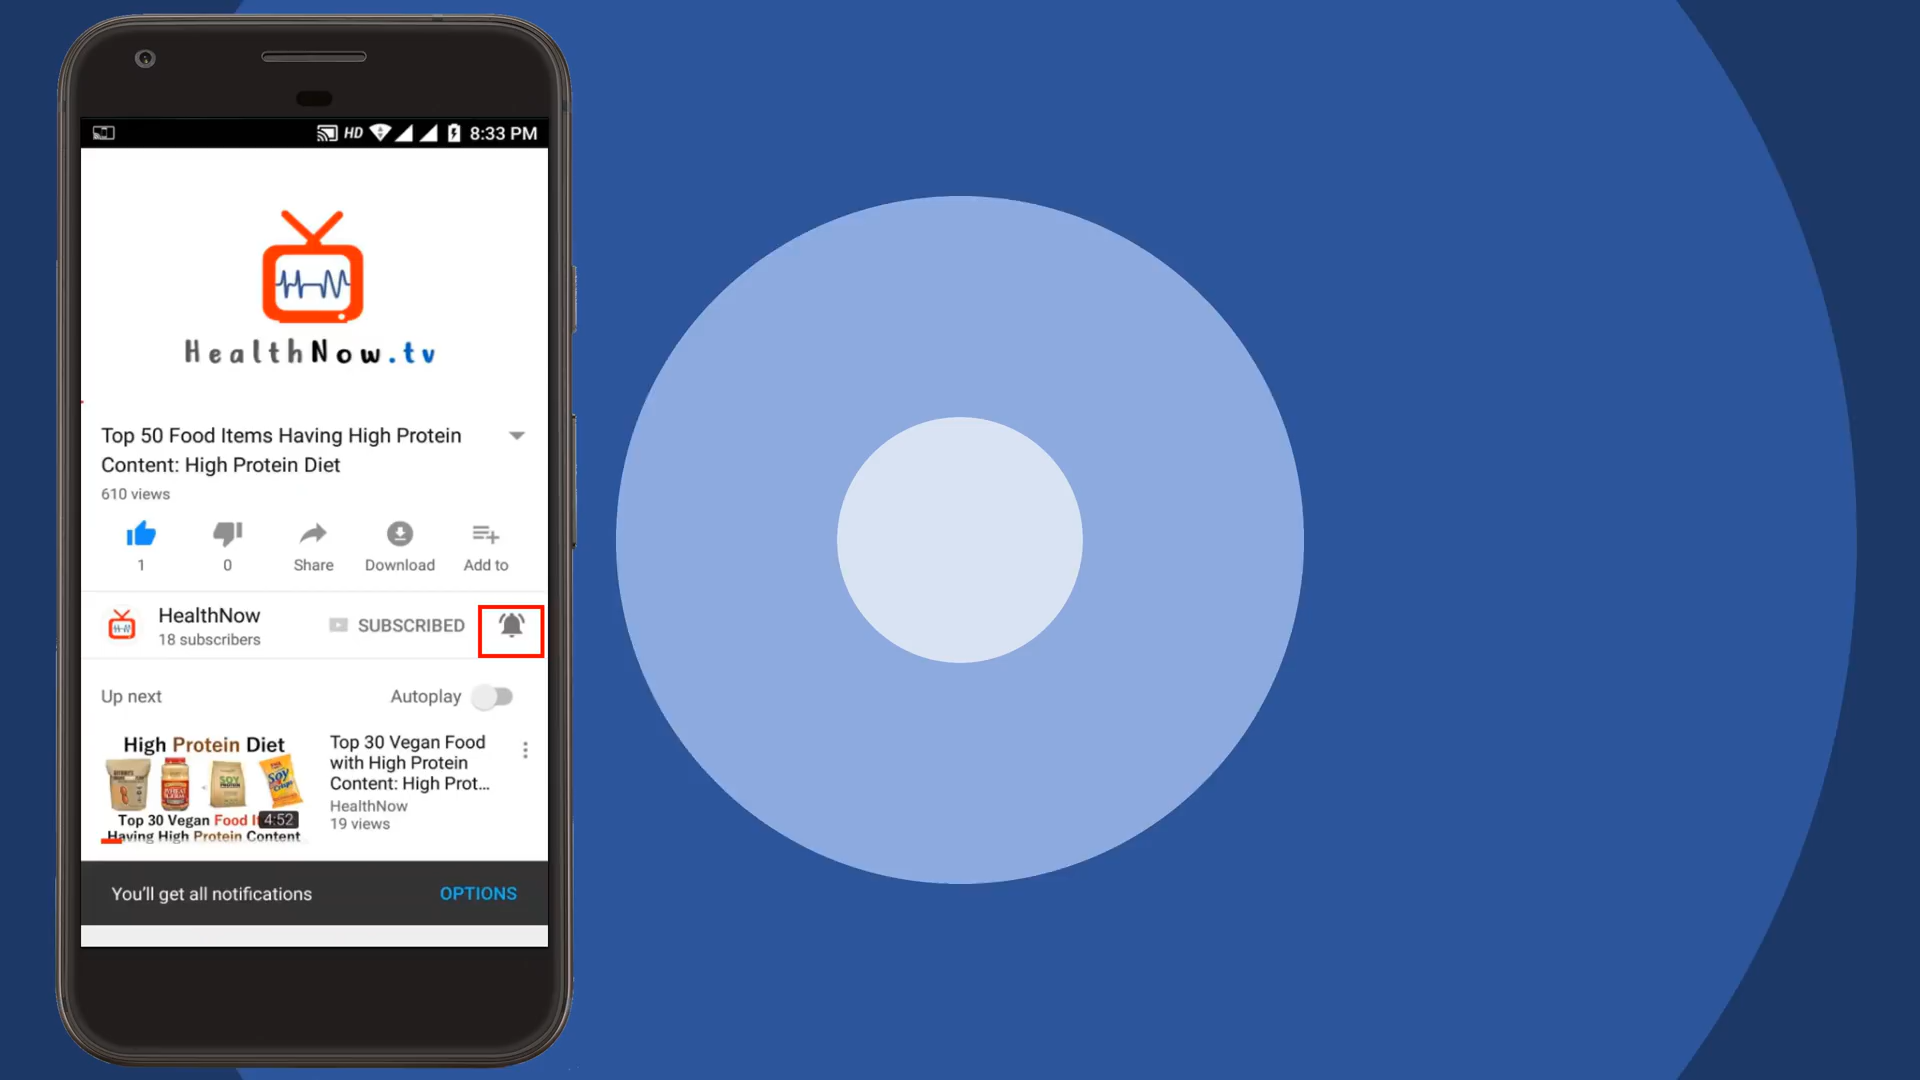 HD 8:33 PM
HealthNow.tv
Top 50 Food Items Having High Protein
Content: High Protein Diet
610 views
1
0
Share
Download
Add to
HealthNow
18 subscribers
SUBSCRIBED
Up next
Autoplay
High Protein Diet
SOY
PROTEIN
Soy
Top 30 Vegan Food I
4:52
Having High Protein Content
Top 30 Vegan Food
with High Protein
Content: High Prot...
HealthNow
19 views
You'll get all notifications
OPTIONS